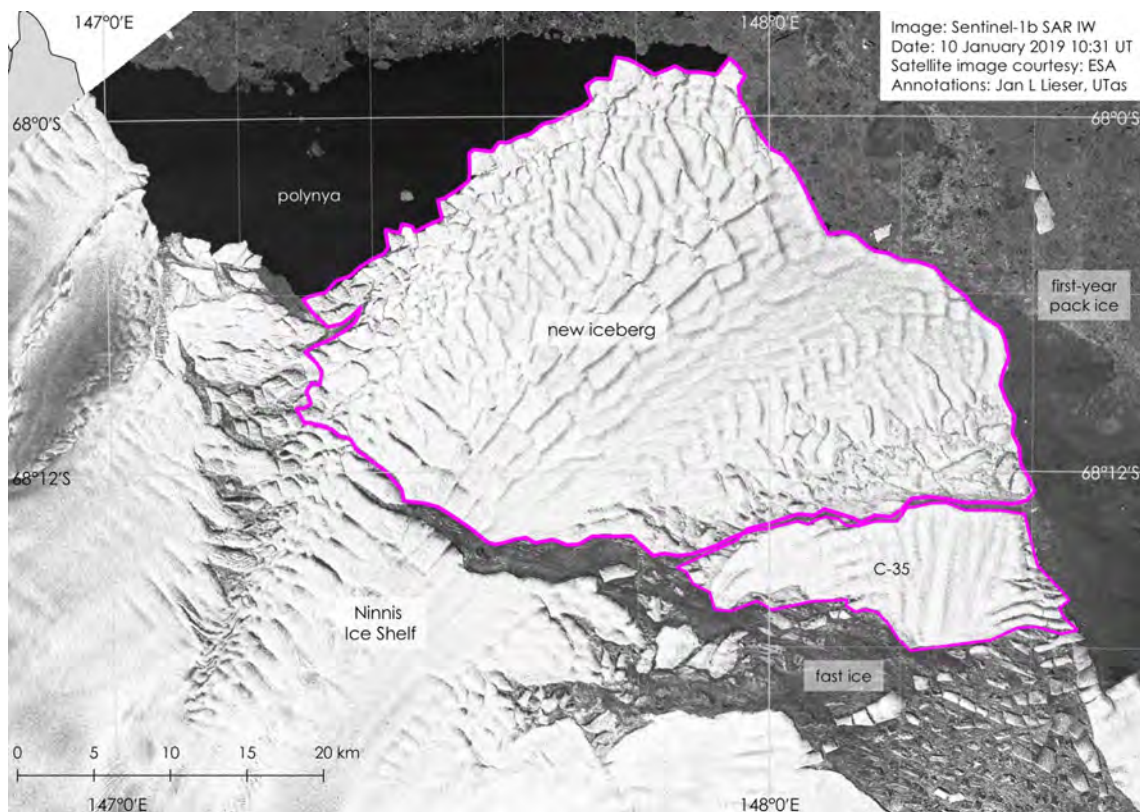 147°0'E
148°0'E
Image: Sentinel-1b SAR IW
Date: 10 January 2019 10:31 UT
Satellite image courtesy: ESA
Annotations: Jan L Lieser, UTas
68°0'S
68°0'S
polynya
first-year
pack ice
new iceberg
68°12'S
68°12'S
C-35
Ninnis
Ice Shelf
fast ice
0 5 10 15 20 km
147°0'E
148°0'E